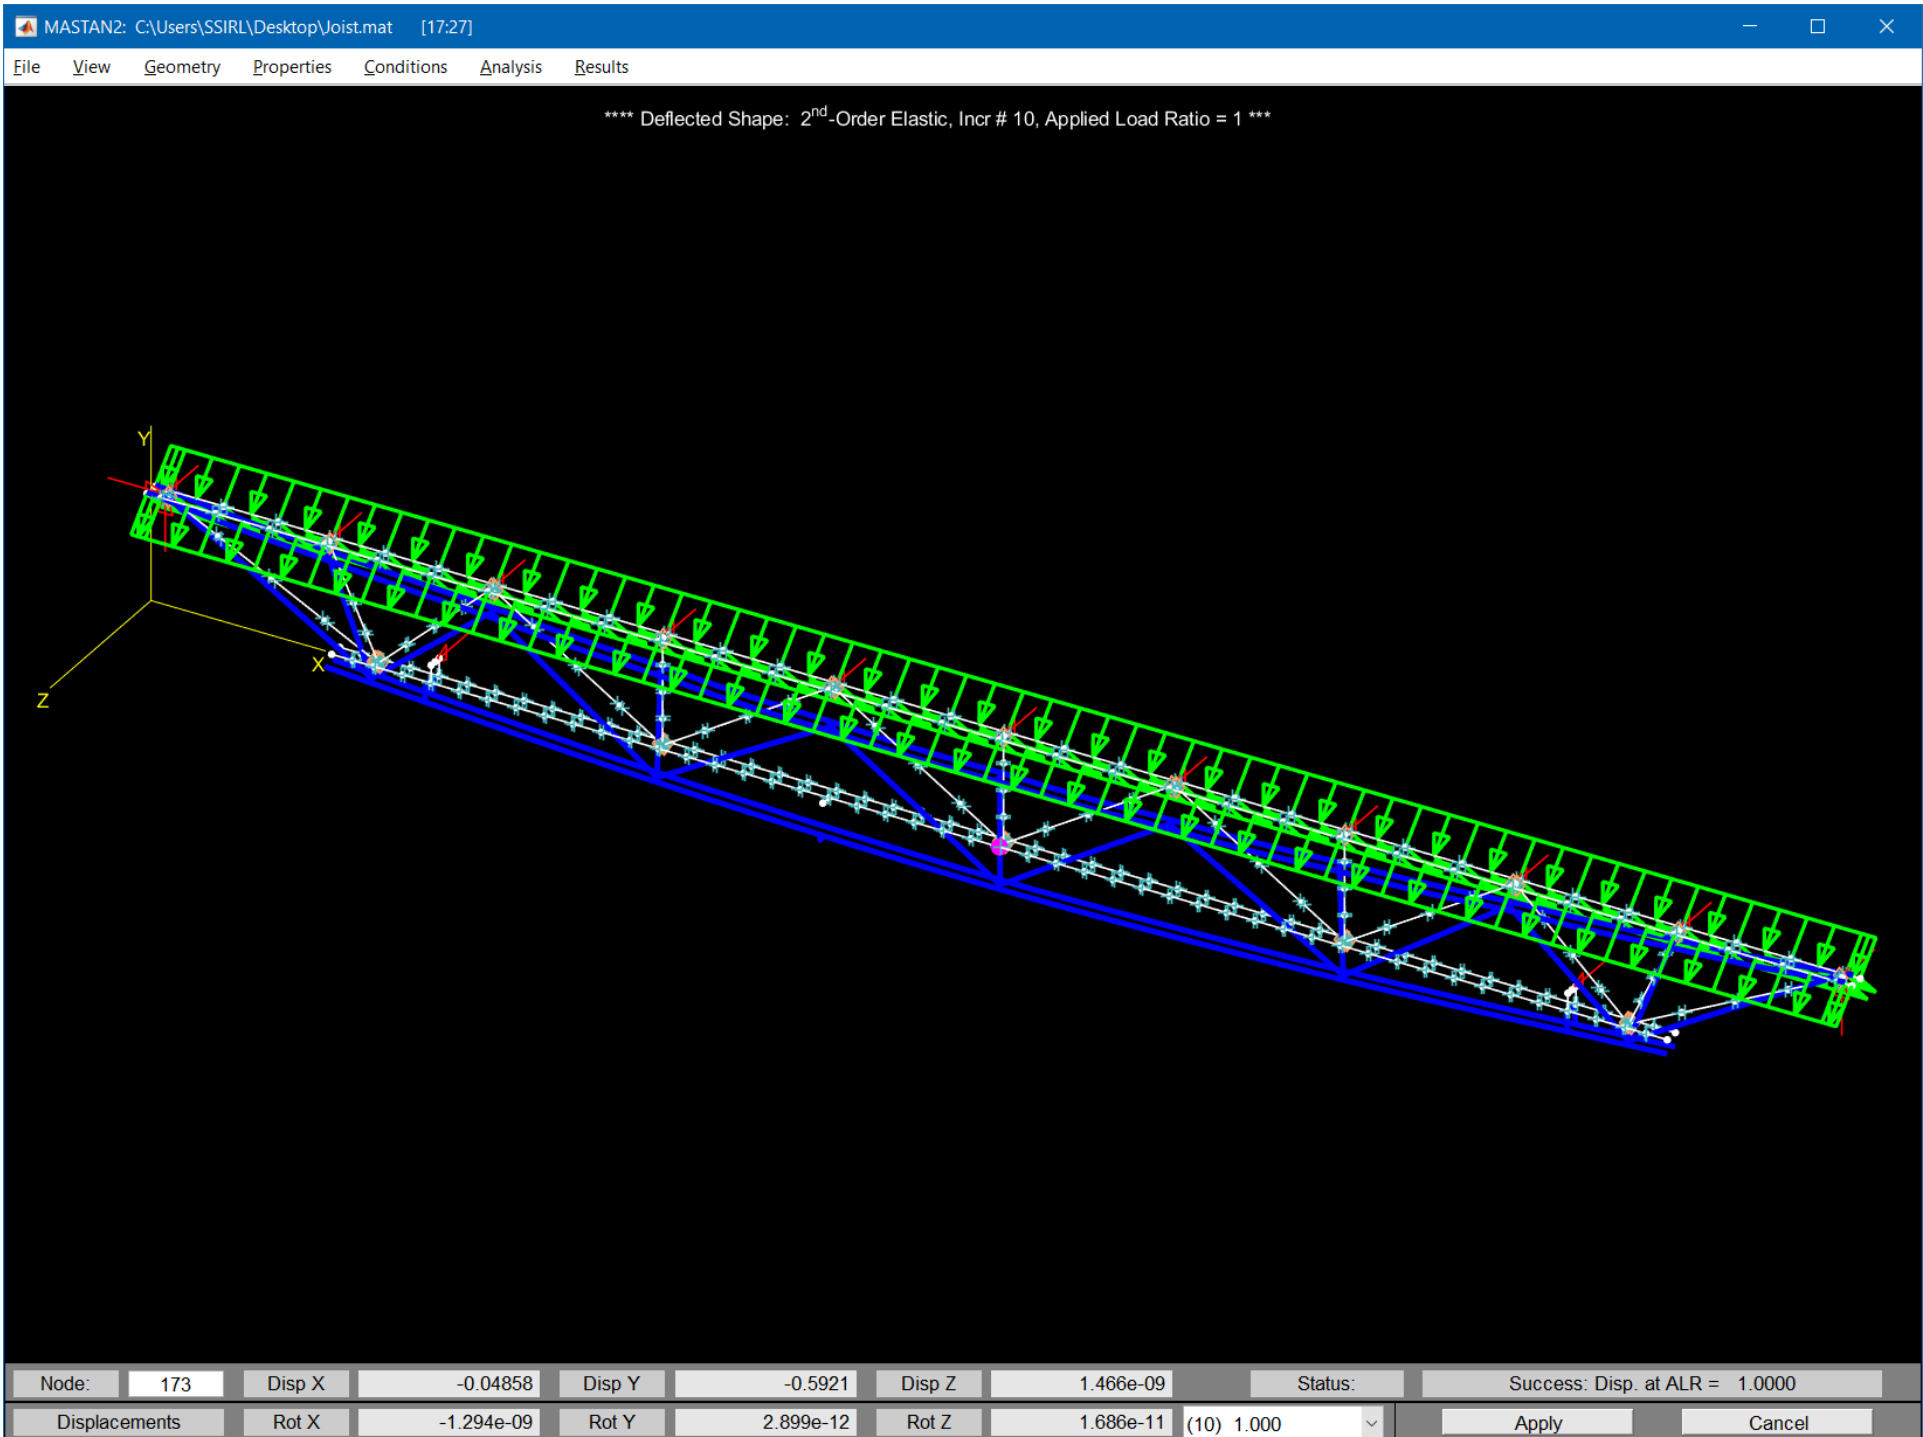 MASTAN2: C:\Users\SSIRL\Desktop\Joist.mat [17:27]
File View Geometry Properties Conditions Analysis Results
**** Deflected Shape: 2nd-Order Elastic, Incr # 10, Applied Load Ratio = 1 ***
Y
X
Z
Node: 173 Disp X -0.04858 Disp Y -0.5921 Disp Z 1.466e-09 Status: Success: Disp. at ALR = 1.0000
Displacements Rot X -1.294e-09 Rot Y 2.899e-12 Rot Z 1.686e-11 (10) 1.000 Apply Cancel